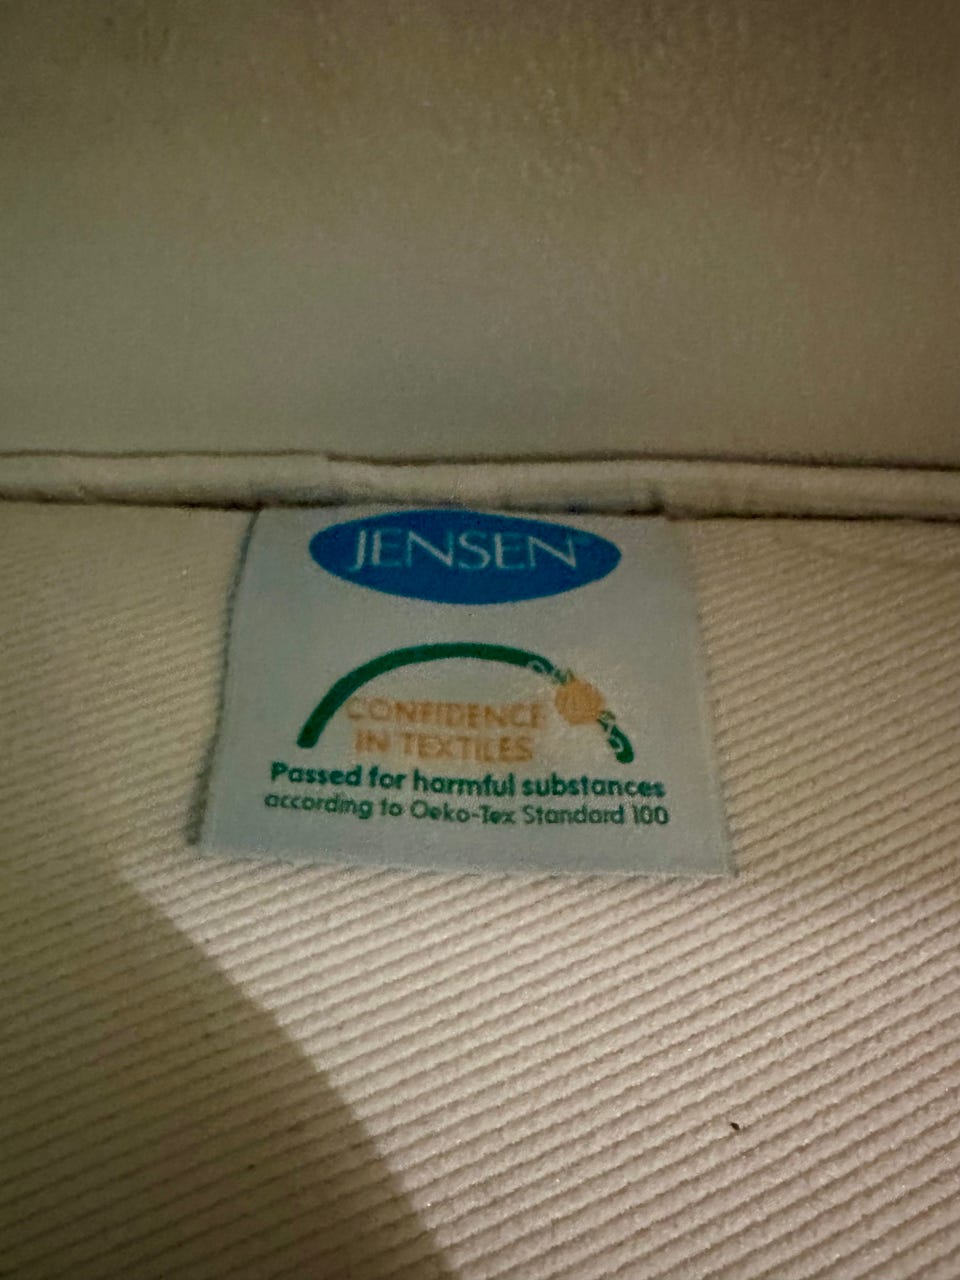 JENSEN
CONFIDENCE
IN TEXTILES
Passed for harmful substances
according to Oeko-Tex Standard 100